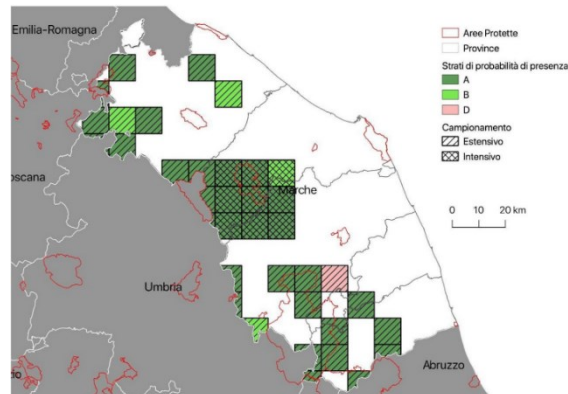 Emilia-Romagna
Aree Protette
Province
Strati di probabilità di presenza
A
B
D
Campionamento
Estensivo
Intensivo
oscana
Marche
0 10 20 km
Umbria
Abruzzo
io